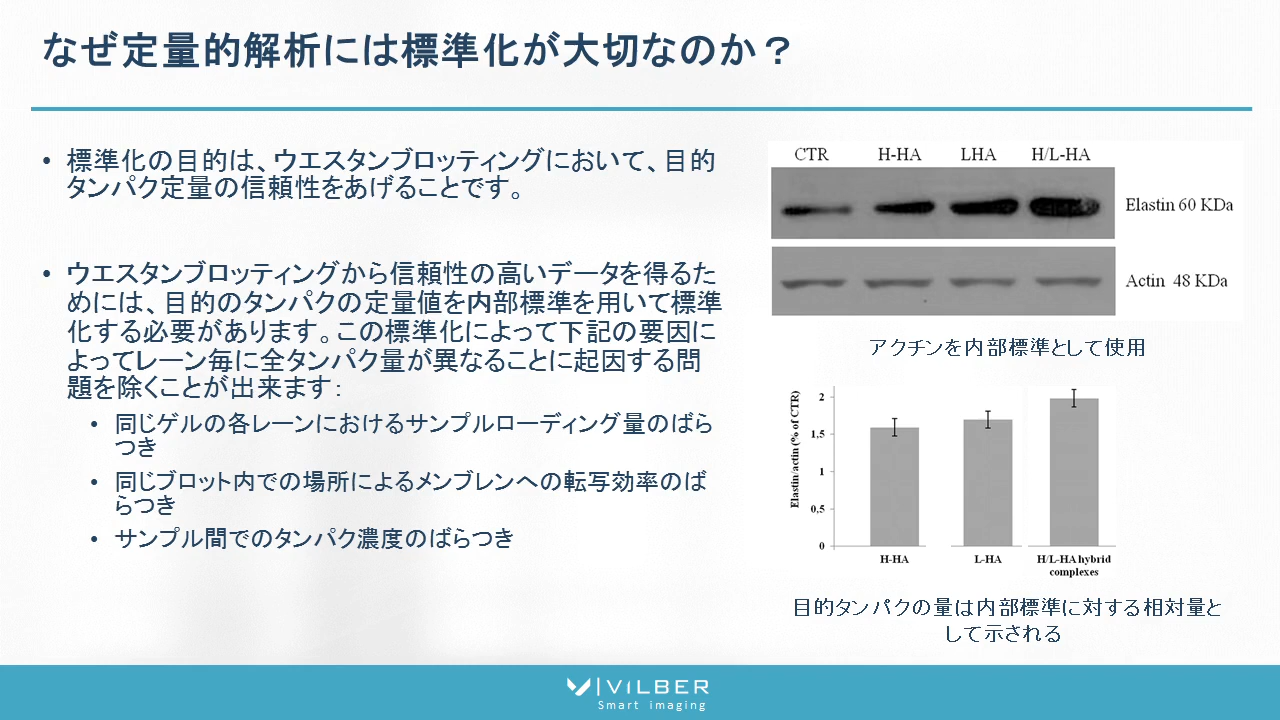 なぜ定量的解析には標準化が大切なのか？
• 標準化の目的は、ウエスタンブロッティングにおいて、目的
タンパク定量の信頼性をあげることです。
• ウエスタンブロッティングから信頼性の高いデータを得るた
めには、目的のタンパクの定量値を内部標準を用いて標準
化する必要があります。この標準化によって下記の要因に
よってレーン毎に全タンパク量が異なることに起因する問
題を除くことが出来ます：
• 同じゲルの各レーンにおけるサンプルローディング量のばら
つき
• 同じブロット内での場所によるメンブレンへの転写効率のば
らつき
• サンプル間でのタンパク濃度のばらつき
CTR H-HA LHA H/L-HA
Elastin 60 KDa
Actin 48 KDa
アクチンを内部標準として使用
Elastin/actin (% of CTR)
2
1,5
1
0,5
0
H-HA L-HA H/L-HA hybrid
complexes
目的タンパクの量は内部標準に対する相対量と
して示される
VILBER
Smart imaging